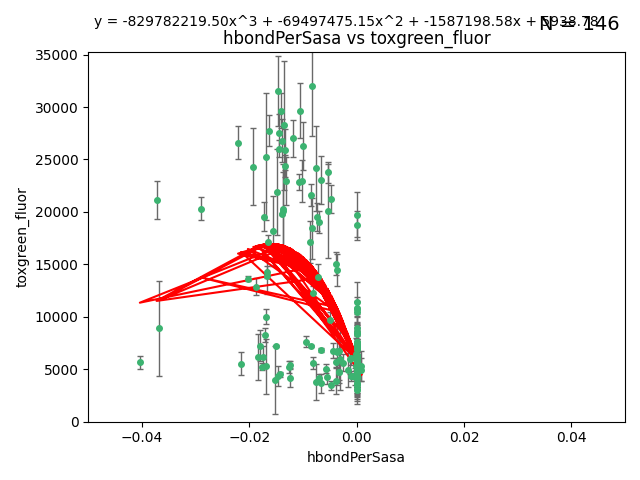 y = -829782219.50x^3 + -69497475.15x^2 + -1587198.58x + 5938.78
N = 146
hbondPerSasa vs toxgreen_fluor
35000
30000
25000
20000
15000
10000
5000
0
toxgreen_fluor
−0.04
−0.02
0.00
0.02
0.04
hbondPerSasa